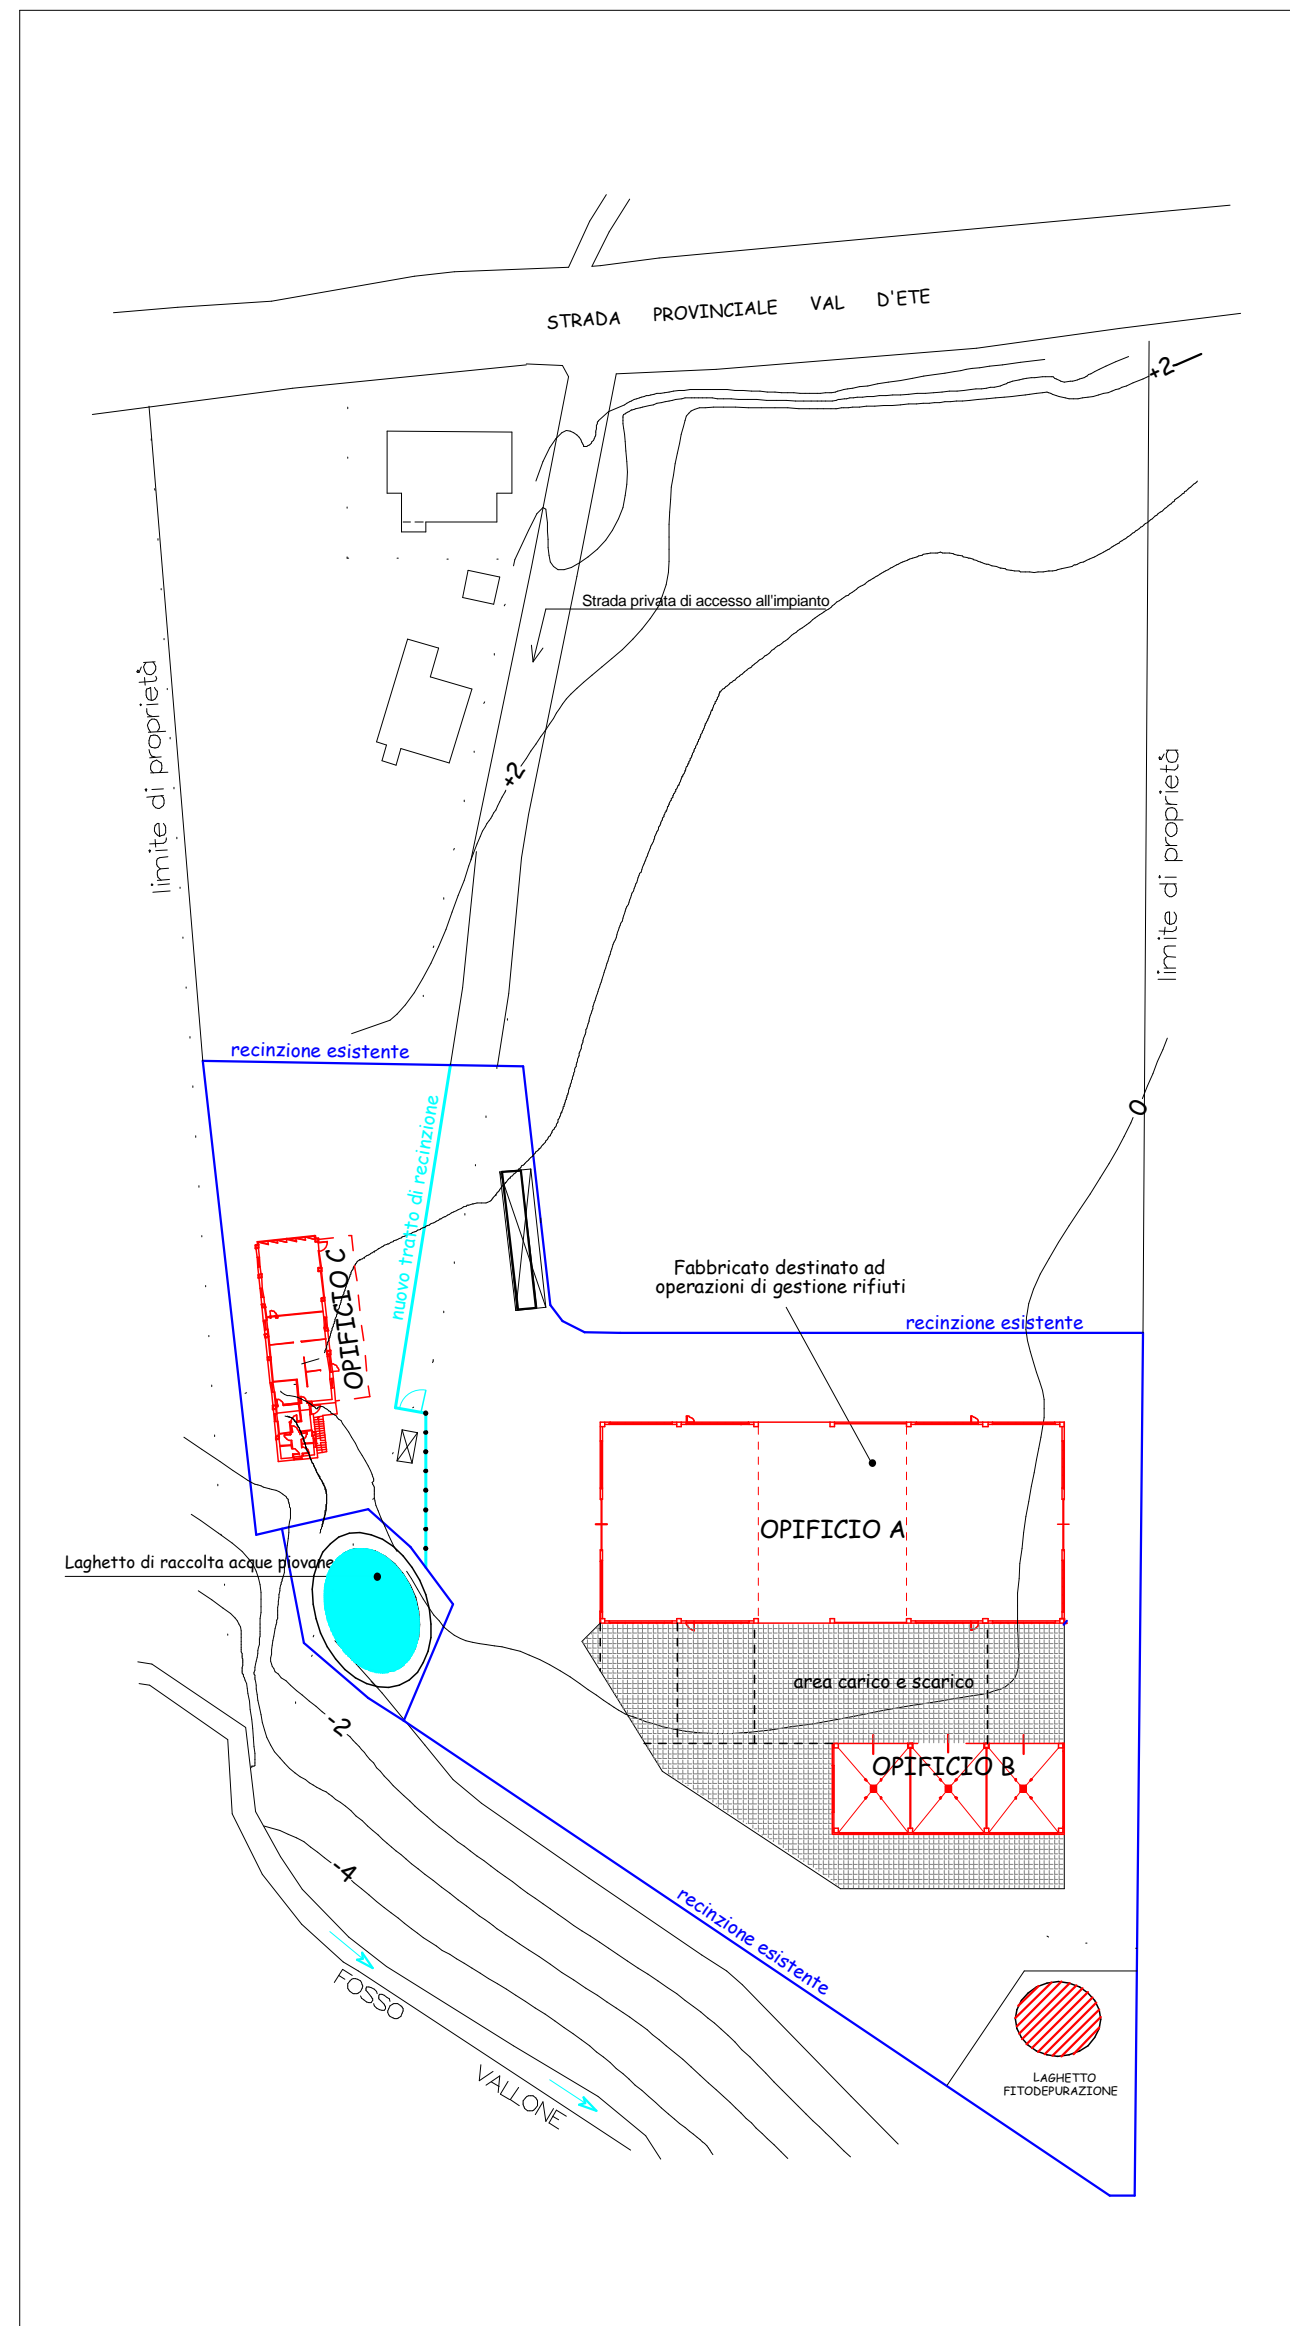 STRADA PROVINCIALE VAL D'ETE
+2
Strada privata di accesso all'impianto
limite di proprietà
+2
limite di proprietà
recinzione esistente
0
nuovo tratto di recinzione
OPIFICIO C
Fabbricato destinato ad
operazioni di gestione rifiuti
recinzione esistente
OPIFICIO A
Laghetto di raccolta acque piovane
area carico e scarico
-2
OPIFICIO B
-4
recinzione esistente
FOSSO
VALLONE
LAGHETTO
FITODEPURAZIONE